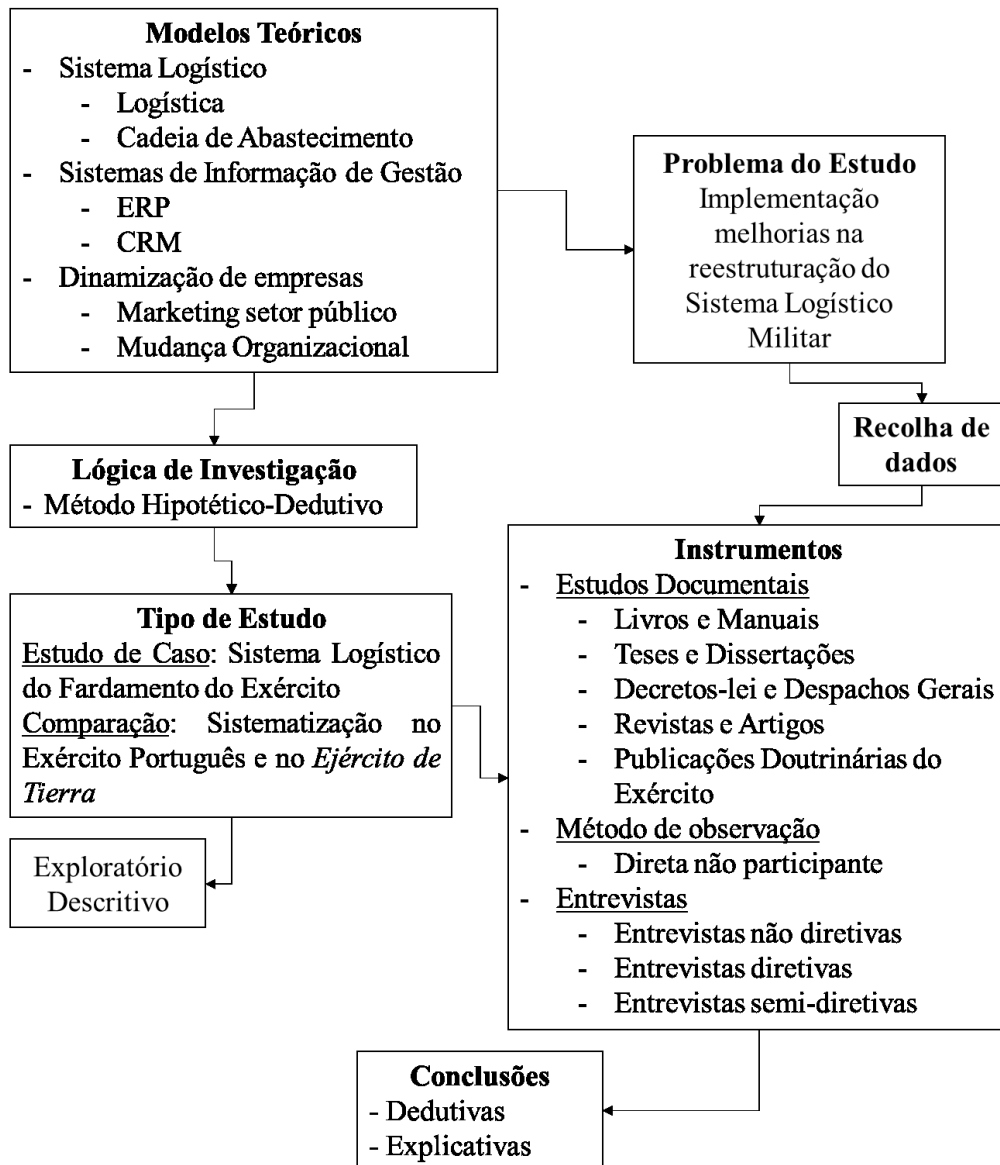 Modelos Teóricos
- Sistema Logístico
- Logística
- Cadeia de Abastecimento
- Sistemas de Informação de Gestão
- ERP
- CRM
- Dinamização de empresas
- Marketing setor público
- Mudança Organizacional
Problema do Estudo
Implementação
melhorias na
reestruturação do
Sistema Logístico
Militar
Recolha de
dados
Lógica de Investigação
- Método Hipotético-Dedutivo
Tipo de Estudo
Estudo de Caso: Sistema Logístico
do Fardamento do Exército
Comparação: Sistematização no
Exército Português e no Ejército de
Tierra
Exploratório
Descritivo
Instrumentos
- Estudos Documentais
- Livros e Manuais
- Teses e Dissertações
- Decretos-lei e Despachos Gerais
- Revistas e Artigos
- Publicações Doutrinárias do
Exército
- Método de observação
- Direta não participante
- Entrevistas
- Entrevistas não diretivas
- Entrevistas diretivas
- Entrevistas semi-diretivas
Conclusões
- Dedutivas
- Explicativas